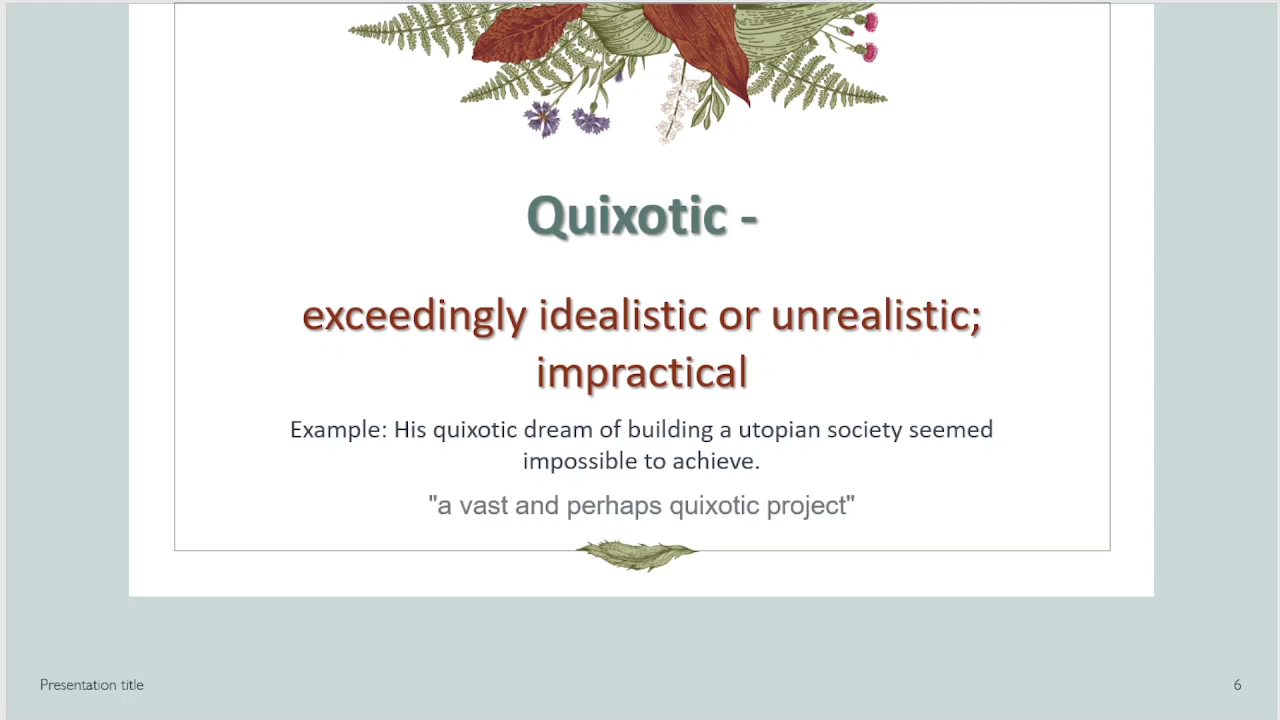 Quixotic -
exceedingly idealistic or unrealistic;
impractical
Example: His quixotic dream of building a utopian society seemed
impossible to achieve.
"a vast and perhaps quixotic project"
Presentation title
6